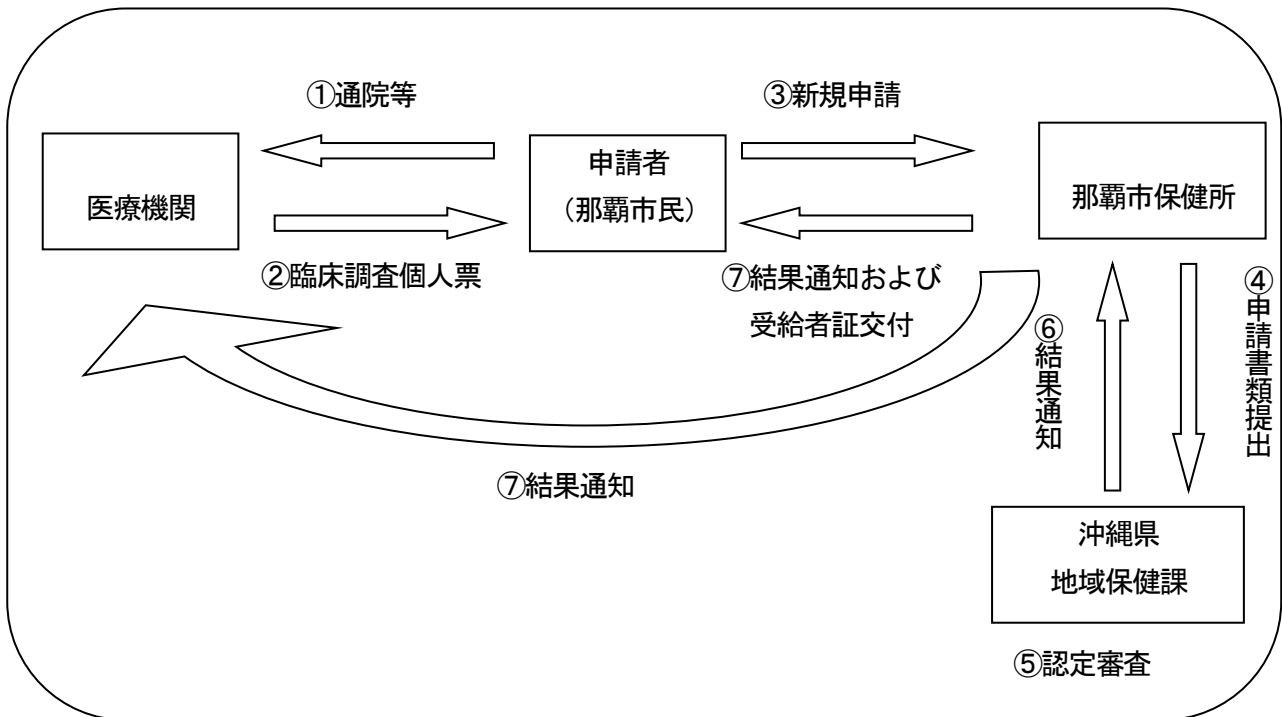 ①通院等
③新規申請
医療機関
申請者
（那覇市民）
那覇市保健所
②臨床調査個人票
⑦結果通知および
受給者証交付
⑥結果通知
④申請書類提出
⑦結果通知
沖縄県
地域保健課
⑤認定審査